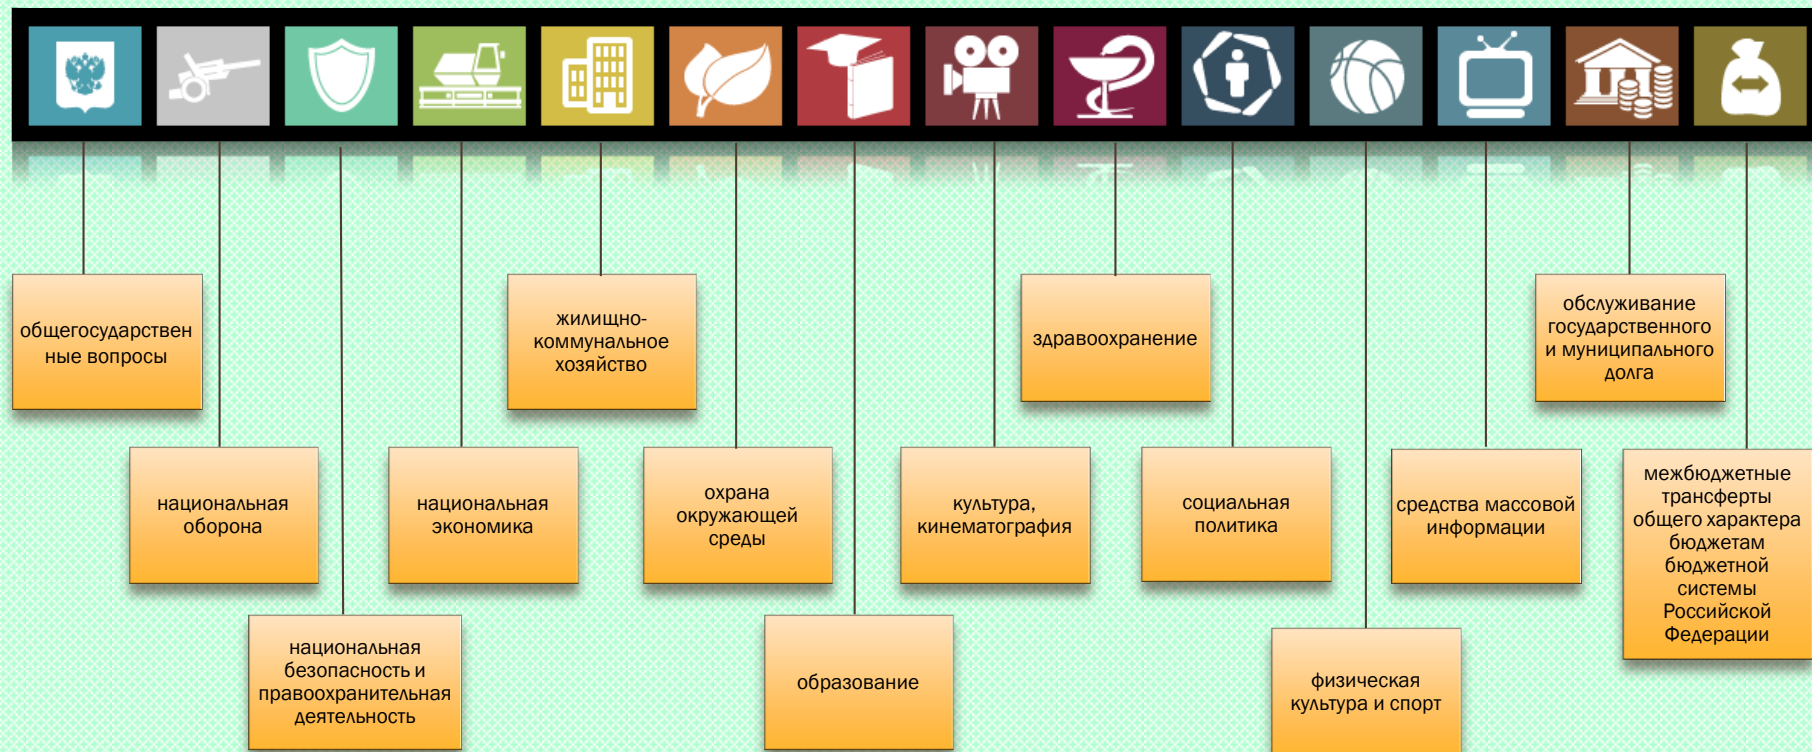 общегосударствен
ные вопросы
национальная
оборона
национальная
безопасность и
правоохранительная
деятельность
национальная
экономика
жилищно-
коммунальное
хозяйство
охрана
окружающей
среды
образование
культура,
кинематография
здравоохранение
социальная
политика
физическая
культура и спорт
средства массовой
информации
обслуживание
государственного
и муниципального
долга
межбюджетные
трансферты
общего характера
бюджетам
бюджетной
системы
Российской
Федерации